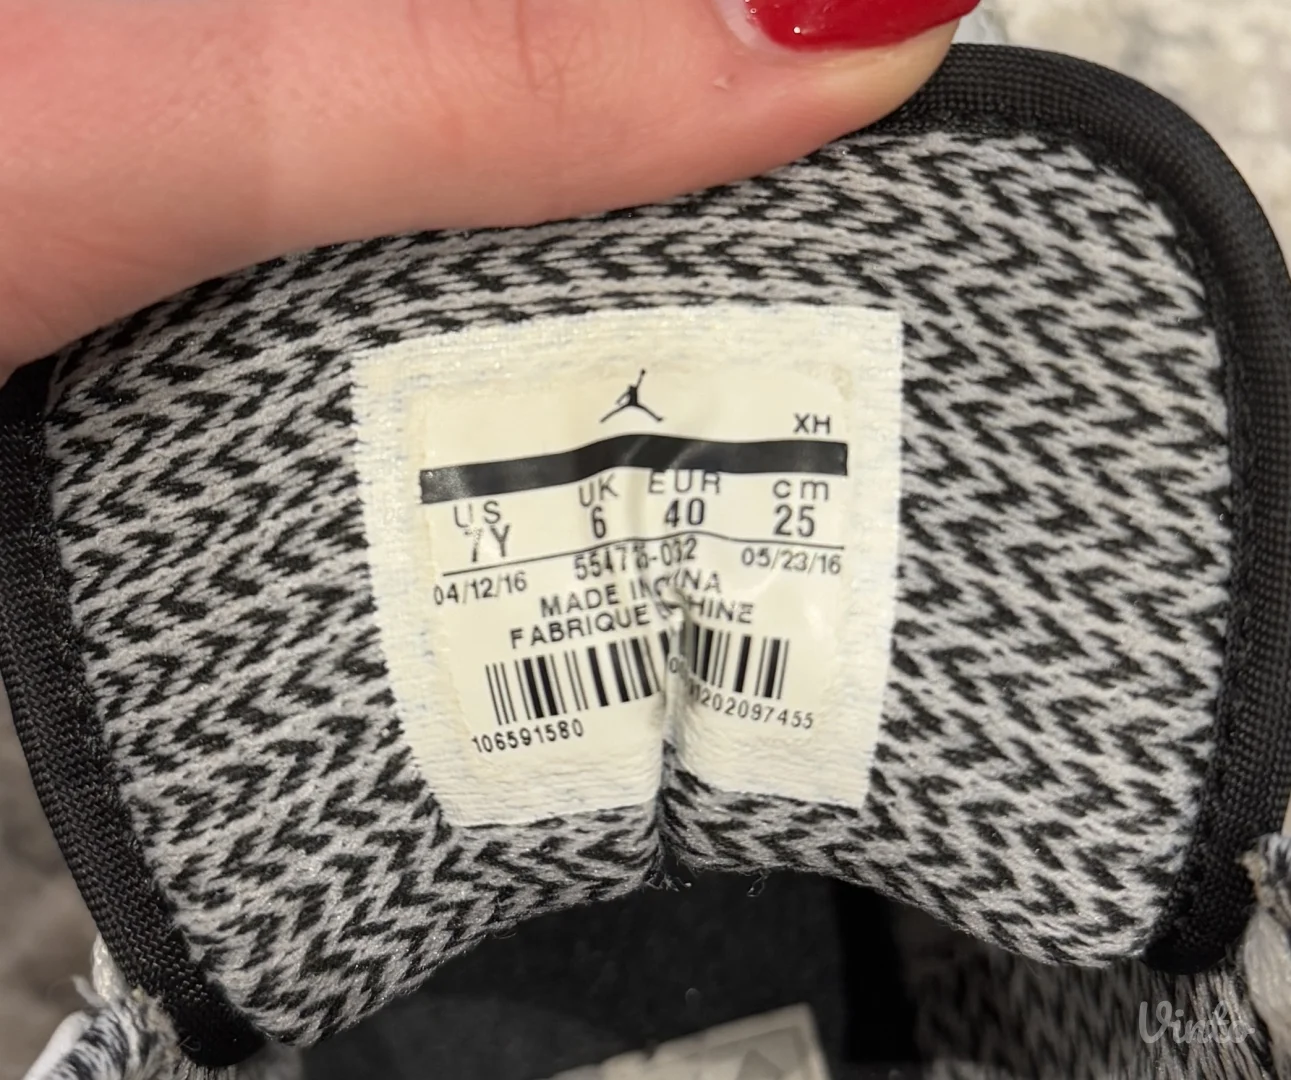 XH
US UK EUR cm
7Y 6 40 25
04/12/16 05/23/16
MADE IN
FABRIQUE
106591580
Vinto